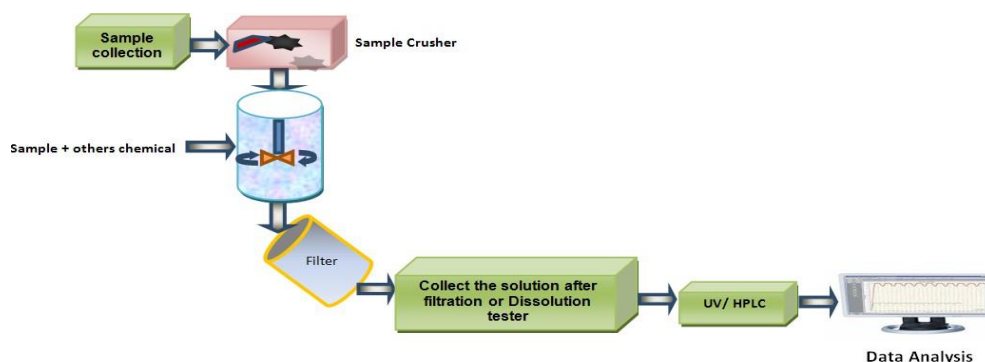 Sample
collection
Sample Crusher
Sample + others chemical
Filter
Collect the solution after
filtration or Dissolution
tester
UV/ HPLC
Data Analysis